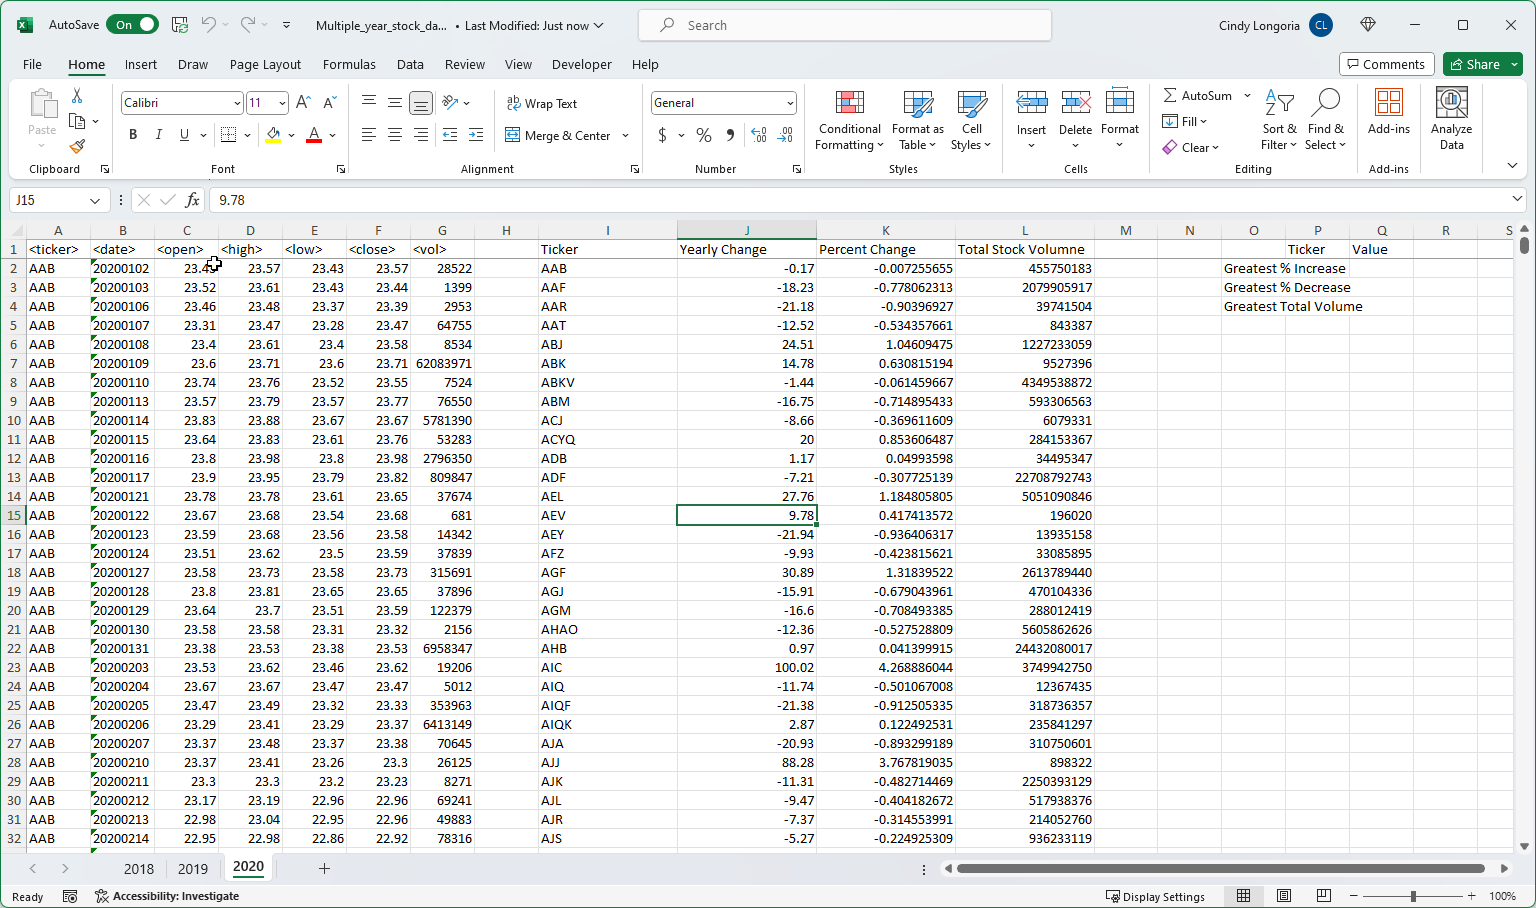 AutoSave On Multiple_year_stock_da... • Last Modified: Just now Search Cindy Longoria CL
File Home Insert Draw Page Layout Formulas Data Review View Developer Help Comments Share
Paste Calibri 11 A A ab Wrap Text General Conditional Formatting Format as Table Cell Styles Insert Delete Format AutoSum Sort & Filter Find & Select Add-ins Analyze Data
B I U A Merge & Center $ % Fill
Clear
Clipboard Font Alignment Number Styles Cells Editing Add-ins
J15 fx 9.78
A B C D E F G H I J K L M N O P Q R S
1 <ticker> <date> <open> <high> <low> <close> <vol> Ticker Yearly Change Percent Change Total Stock Volumne Ticker Value
2 AAB 20200102 23.57 23.43 23.57 28522 AAB -0.17 -0.007255655 455750183 Greatest % Increase
3 AAB 20200103 23.52 23.61 23.43 23.44 1399 AAF -18.23 -0.778062313 2079905917 Greatest % Decrease
4 AAB 20200106 23.46 23.48 23.37 23.39 2953 AAR -21.18 -0.90396927 39741504 Greatest Total Volume
5 AAB 20200107 23.31 23.47 23.28 23.47 64755 AAT -12.52 -0.534357661 843387
6 AAB 20200108 23.4 23.61 23.4 23.58 8534 ABJ 24.51 1.04609475 1227233059
7 AAB 20200109 23.6 23.71 23.6 23.71 62083971 ABK 14.78 0.630815194 9527396
8 AAB 20200110 23.74 23.76 23.52 23.55 7524 ABKV -1.44 -0.061459667 4349538872
9 AAB 20200113 23.57 23.79 23.57 23.77 76550 ABM -16.75 -0.714895433 593306563
10 AAB 20200114 23.83 23.88 23.67 23.67 5781390 ACJ -8.66 -0.369611609 6079331
11 AAB 20200115 23.64 23.83 23.61 23.76 53283 ACYQ 20 0.853606487 284153367
12 AAB 20200116 23.8 23.98 23.8 23.98 2796350 ADB 1.17 0.04993598 34495347
13 AAB 20200117 23.9 23.95 23.79 23.82 809847 ADF -7.21 -0.307725139 22708792743
14 AAB 20200121 23.78 23.78 23.61 23.65 37674 AEL 27.76 1.184805805 5051090846
15 AAB 20200122 23.67 23.68 23.54 23.68 681 AEV 9.78 0.417413572 196020
16 AAB 20200123 23.59 23.68 23.56 23.58 14342 AEY -21.94 -0.936406317 13935158
17 AAB 20200124 23.51 23.62 23.5 23.59 37839 AFZ -9.93 -0.423815621 33085895
18 AAB 20200127 23.58 23.73 23.58 23.73 315691 AGF 30.89 1.31839522 2613789440
19 AAB 20200128 23.8 23.81 23.65 23.65 37896 AGJ -15.91 -0.679043961 470104336
20 AAB 20200129 23.64 23.7 23.51 23.59 122379 AGM -16.6 -0.708493385 288012419
21 AAB 20200130 23.58 23.58 23.31 23.32 2156 AHAO -12.36 -0.527528809 5605862626
22 AAB 20200131 23.38 23.53 23.38 23.53 6958347 AHB 0.97 0.041399915 24432080017
23 AAB 20200203 23.53 23.62 23.46 23.62 19206 AIC 100.02 4.268886044 3749942750
24 AAB 20200204 23.67 23.67 23.47 23.47 5012 AIQ -11.74 -0.501067008 12367435
25 AAB 20200205 23.47 23.49 23.32 23.33 353963 AIQF -21.38 -0.912505335 318736357
26 AAB 20200206 23.29 23.41 23.29 23.37 6413149 AIQK 2.87 0.122492531 235841297
27 AAB 20200207 23.37 23.48 23.37 23.38 70645 AJA -20.93 -0.893299189 310750601
28 AAB 20200210 23.37 23.41 23.26 23.3 26125 AJJ 88.28 3.767819035 898322
29 AAB 20200211 23.3 23.3 23.2 23.23 8271 AJK -11.31 -0.482714469 2250393129
30 AAB 20200212 23.17 23.19 22.96 22.96 69241 AJL -9.47 -0.404182672 517938376
31 AAB 20200213 22.98 23.04 22.95 22.96 49883 AJR -7.37 -0.314553991 214052760
32 AAB 20200214 22.95 22.98 22.86 22.92 78316 AJS -5.27 -0.224925309 936233119
2018 2019 2020
Ready Accessibility: Investigate Display Settings 100%